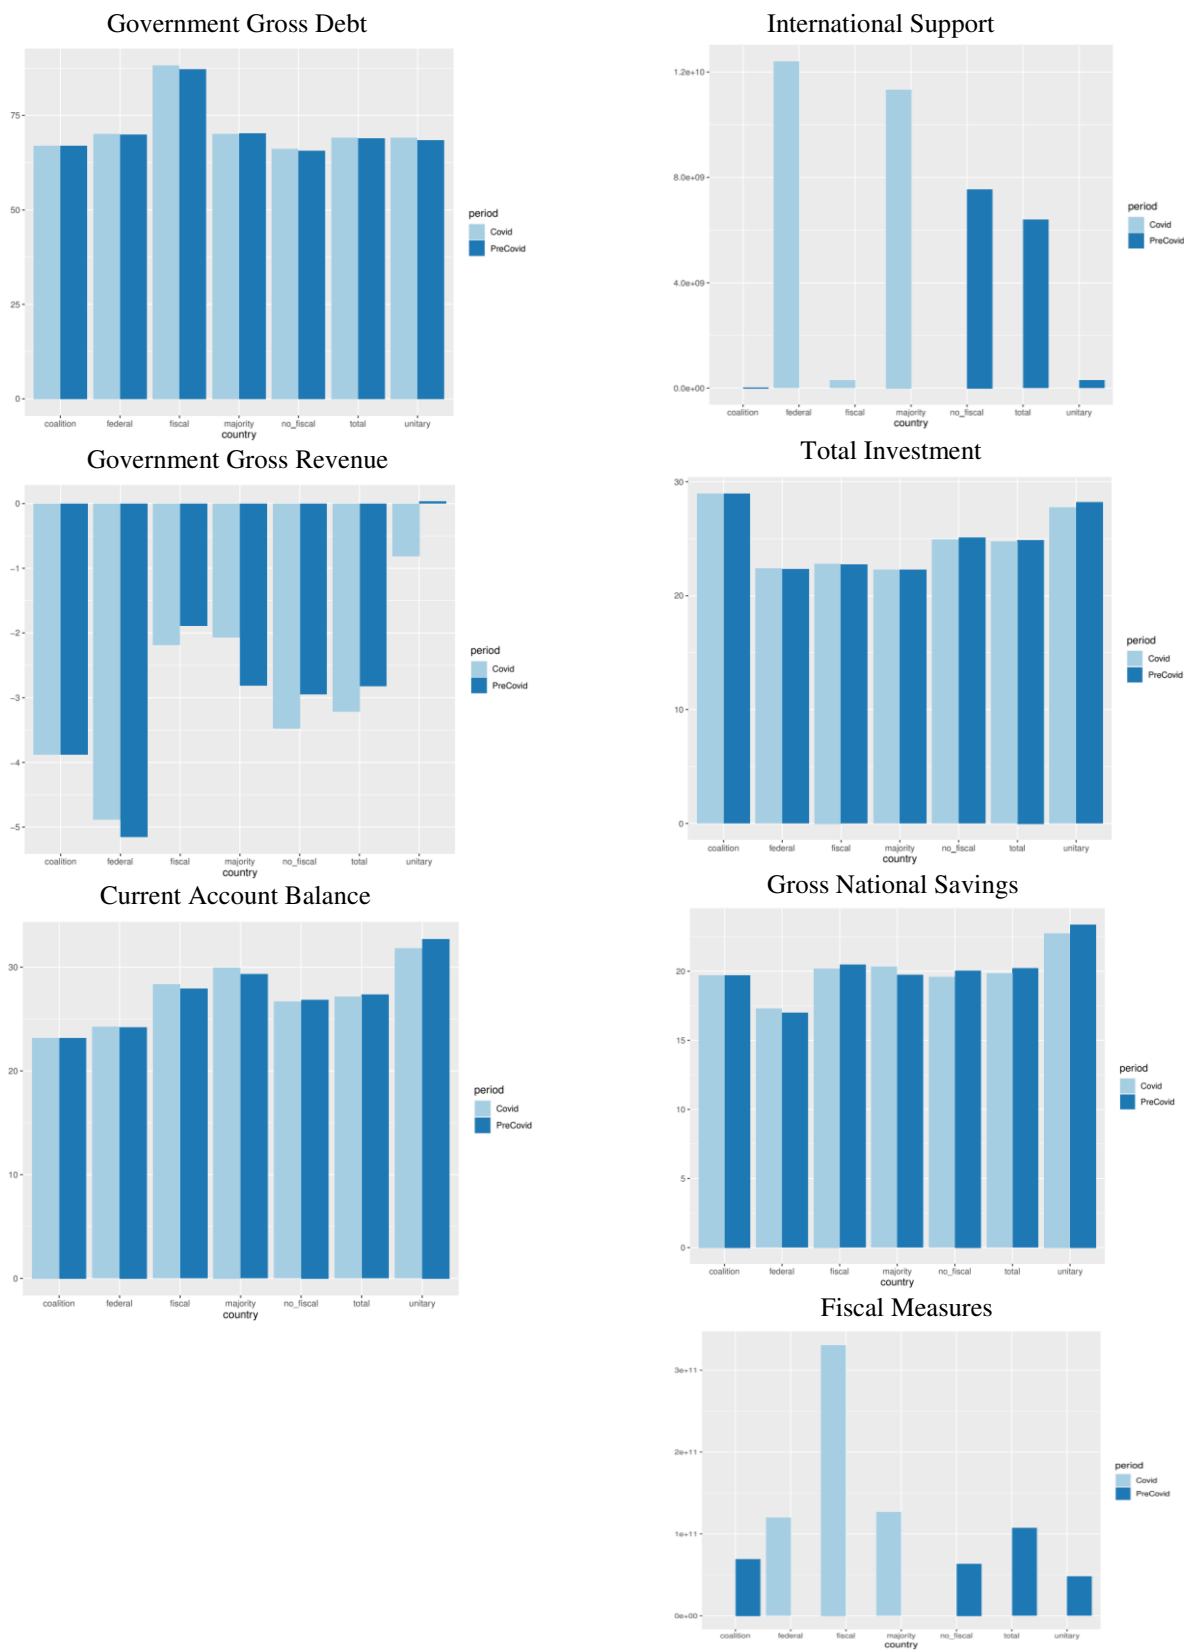 Government Gross Debt
75-
50-
25-
0-
coalition federal fiscal majority no_fiscal total unitary
country
period
Covid
PreCovid
International Support
1.2e+10-
8.0e+09-
4.0e+09-
0.0e+00-
coalition federal fiscal majority no_fiscal total unitary
country
period
Covid
PreCovid
Government Gross Revenue
0-
-1-
-2-
-3-
-4-
-5-
coalition federal fiscal majority no_fiscal total unitary
country
period
Covid
PreCovid
Total Investment
30-
20-
10-
0-
coalition federal fiscal majority no_fiscal total unitary
country
period
Covid
PreCovid
Current Account Balance
30-
20-
10-
0-
coalition federal fiscal majority no_fiscal total unitary
country
period
Covid
PreCovid
Gross National Savings
20-
15-
10-
5-
0-
coalition federal fiscal majority no_fiscal total unitary
country
period
Covid
PreCovid
Fiscal Measures
3e+11-
2e+11-
1e+11-
0e+00-
coalition federal fiscal majority no_fiscal total unitary
country
period
Covid
PreCovid